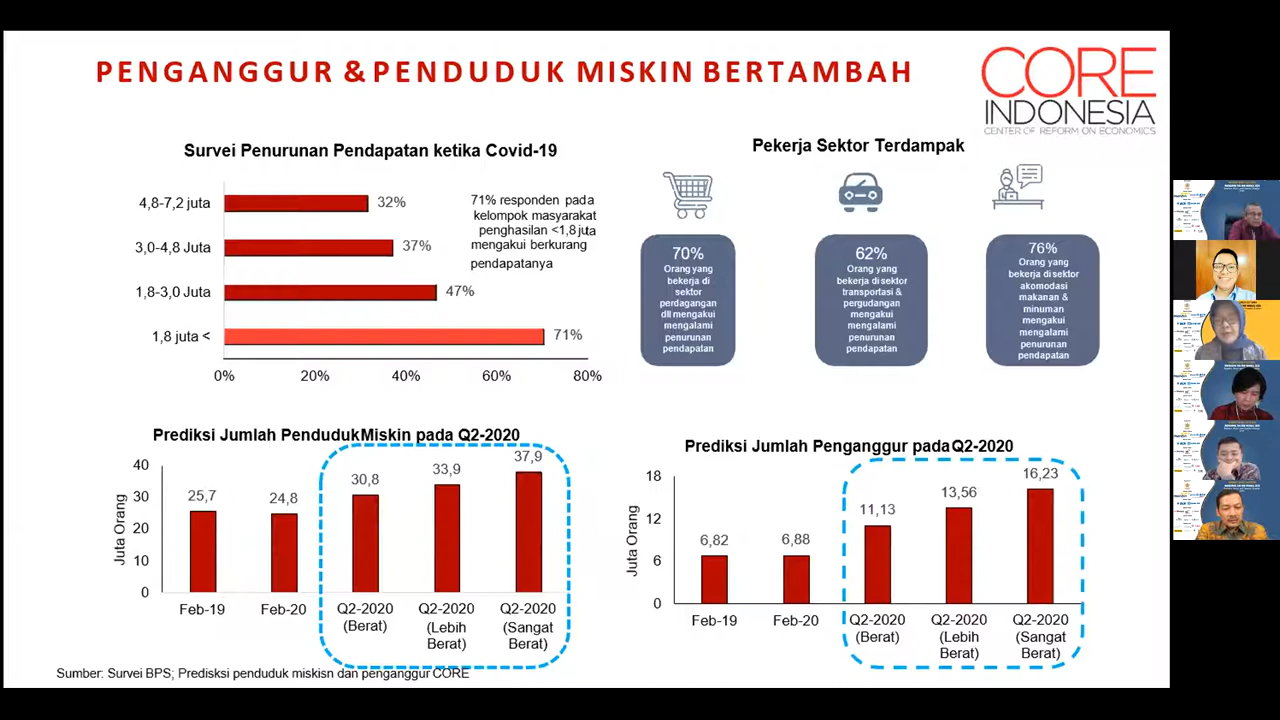 PENGANGGUR & PENDUDUK MISKIN BERTAMBAH
CORE
INDONESIA
CENTER OF REFORM ON ECONOMICS
Survei Penurunan Pendapatan ketika Covid-19
4,8-7,2 juta
32%
3,0-4,8 Juta
37%
1,8-3,0 Juta
47%
1,8 juta <
71%
0% 20% 40% 60% 80%
71% responden pada
kelompok masyarakat
penghasilan <1,8 juta
mengakui berkurang
pendapatanya
Pekerja Sektor Terdampak
70%
Orang yang
bekerja di
sektor
perdagangan
dll mengakui
mengalami
penurunan
pendapatan
62%
Orang yang
bekerja di sektor
transportasi &
pergudangan
mengakui
mengalami
penurunan
pendapatan
76%
Orang yang
bekerja di sektor
akomodasi
makanan &
minuman
mengakui
mengalami
penurunan
pendapatan
Prediksi Jumlah Penduduk Miskin pada Q2-2020
Juta Orang
40
30
20
10
0
25,7 24,8 30,8 33,9 37,9
Feb-19 Feb-20 Q2-2020 Q2-2020 Q2-2020
(Berat) (Lebih (Sangat
Berat) Berat)
Prediksi Jumlah Penganggur pada Q2-2020
Juta Orang
18
12
6
0
6,82 6,88 11,13 13,56 16,23
Feb-19 Feb-20 Q2-2020 Q2-2020 Q2-2020
(Berat) (Lebih (Sangat
Berat) Berat)
Sumber: Survei BPS; Prediksi penduduk miskisn dan penganggur CORE